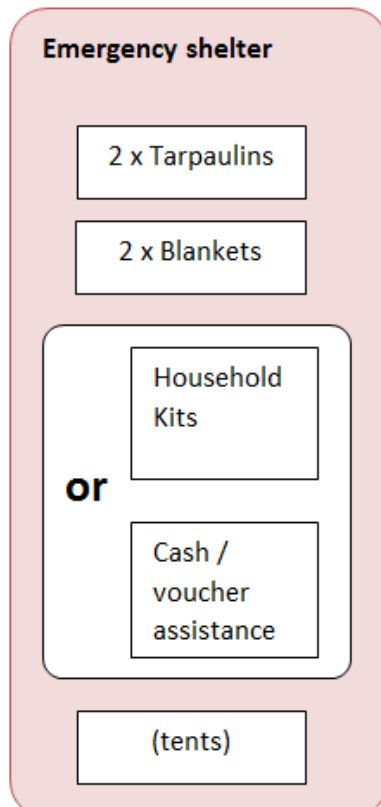 Emergency shelter
2 x Tarpaulins
2 x Blankets
or
Household
Kits
Cash /
voucher
assistance
(tents)